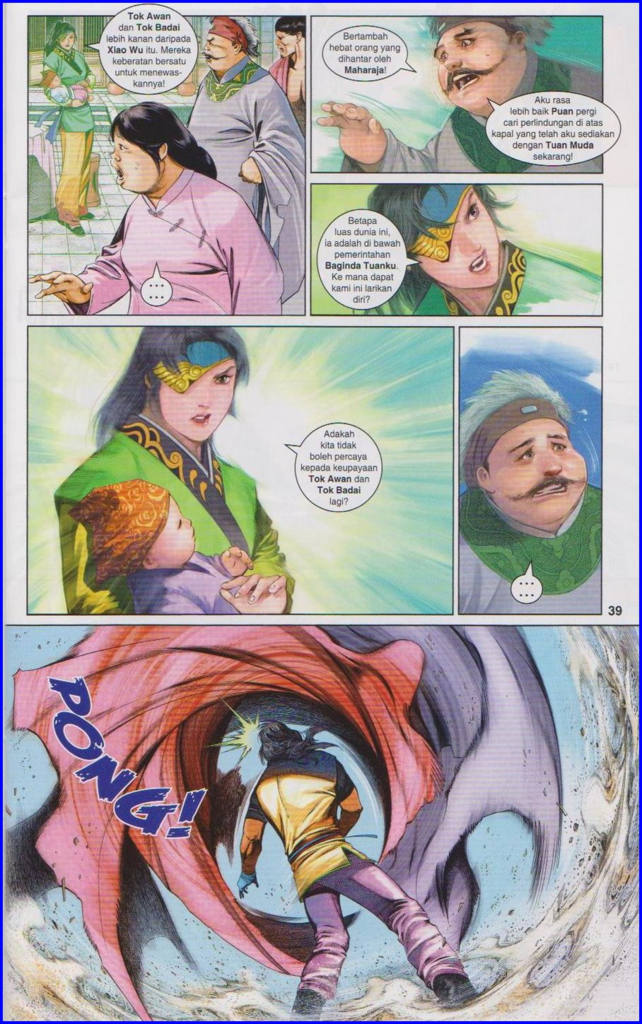 Tok Awan
dan Tok Badai
lebih kanan daripada
Xiao Wu itu. Mereka
keberatan bersatu
untuk menewas-
kannya!
...
...
Bertambah
hebat orang yang
dihantar oleh
Maharaja!
Aku rasa
lebih baik Puan pergi
cari perlindungan di atas
kapal yang telah aku sediakan
dengan Tuan Muda
sekarang!
Betapa
luas dunia ini,
ia adalah di bawah
pemerintahan
Baginda Tuanku.
Ke mana dapat
kami ini larikan
diri?
Adakah
kita tidak
boleh percaya
kepada keupayaan
Tok Awan dan
Tok Badai
lagi?
...
...
39
PONG!